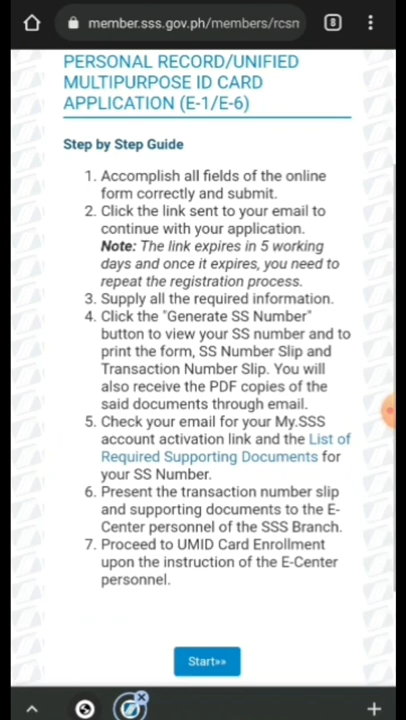 member.sss.gov.ph/members/rcsn
8
PERSONAL RECORD/UNIFIED
MULTIPURPOSE ID CARD
APPLICATION (E-1/E-6)
Step by Step Guide
1. Accomplish all fields of the online
form correctly and submit.
2. Click the link sent to your email to
continue with your application.
Note: The link expires in 5 working
days and once it expires, you need to
repeat the registration process.
3. Supply all the required information.
4. Click the "Generate SS Number"
button to view your SS number and to
print the form, SS Number Slip and
Transaction Number Slip. You will
also receive the PDF copies of the
said documents through email.
5. Check your email for your My.SSS
account activation link and the List of
Required Supporting Documents for
your SS Number.
6. Present the transaction number slip
and supporting documents to the E-
Center personnel of the SSS Branch.
7. Proceed to UMID Card Enrollment
upon the instruction of the E-Center
personnel.
Start»»